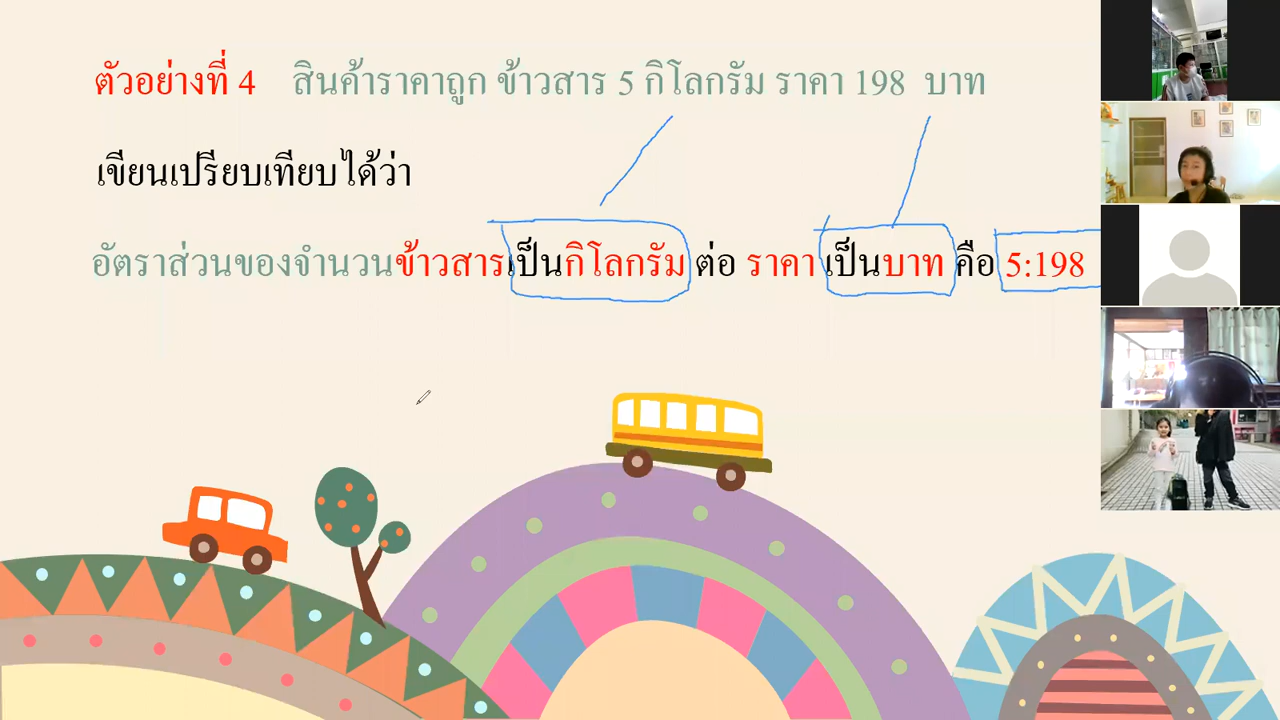 ตัวอย่างที่ 4 สินค้าราคาถูก ข้าวสาร 5 กิโลกรัม ราคา 198 บาท
เขียนเปรียบเทียบได้ว่า
อัตราส่วนของจำนวนข้าวสารเป็นกิโลกรัม ต่อ ราคา เป็นบาท คือ 5:198